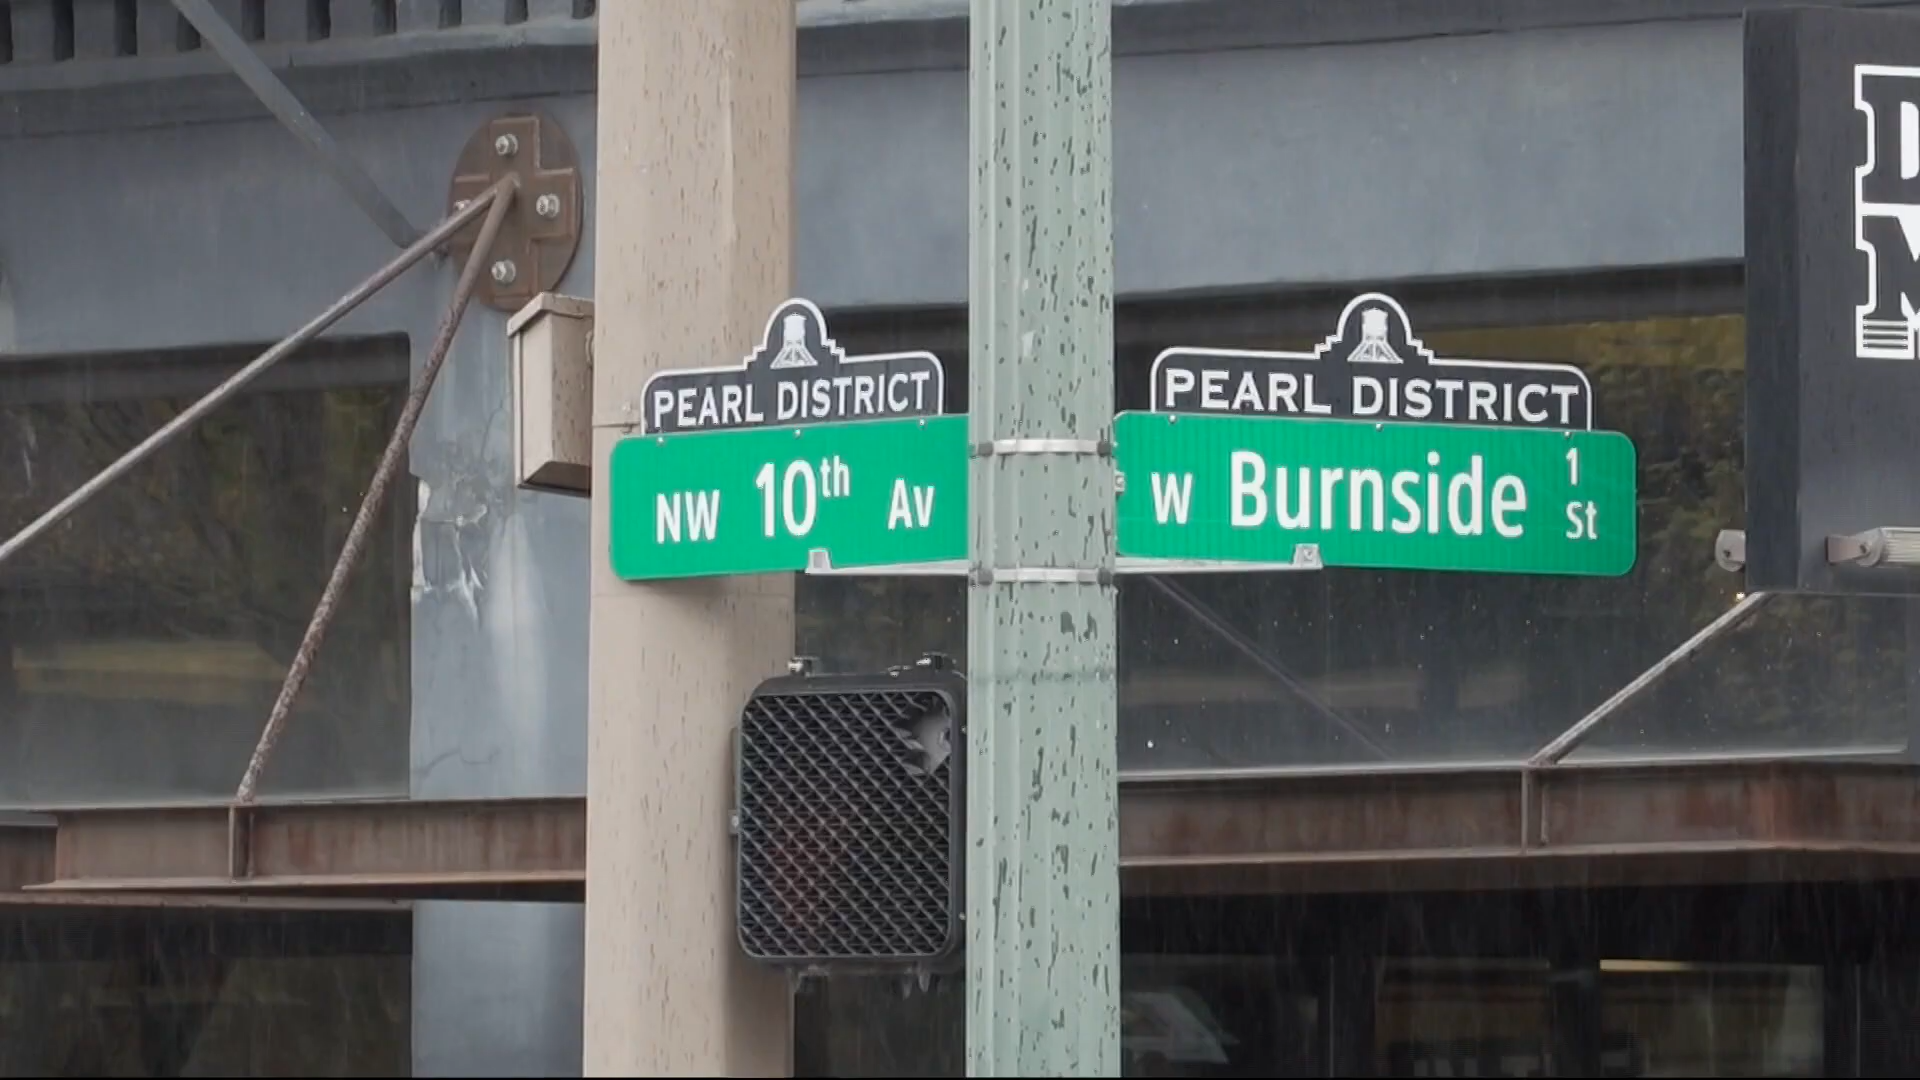 PEARL DISTRICT
NW 10th Av
PEARL DISTRICT
W Burnside St
1